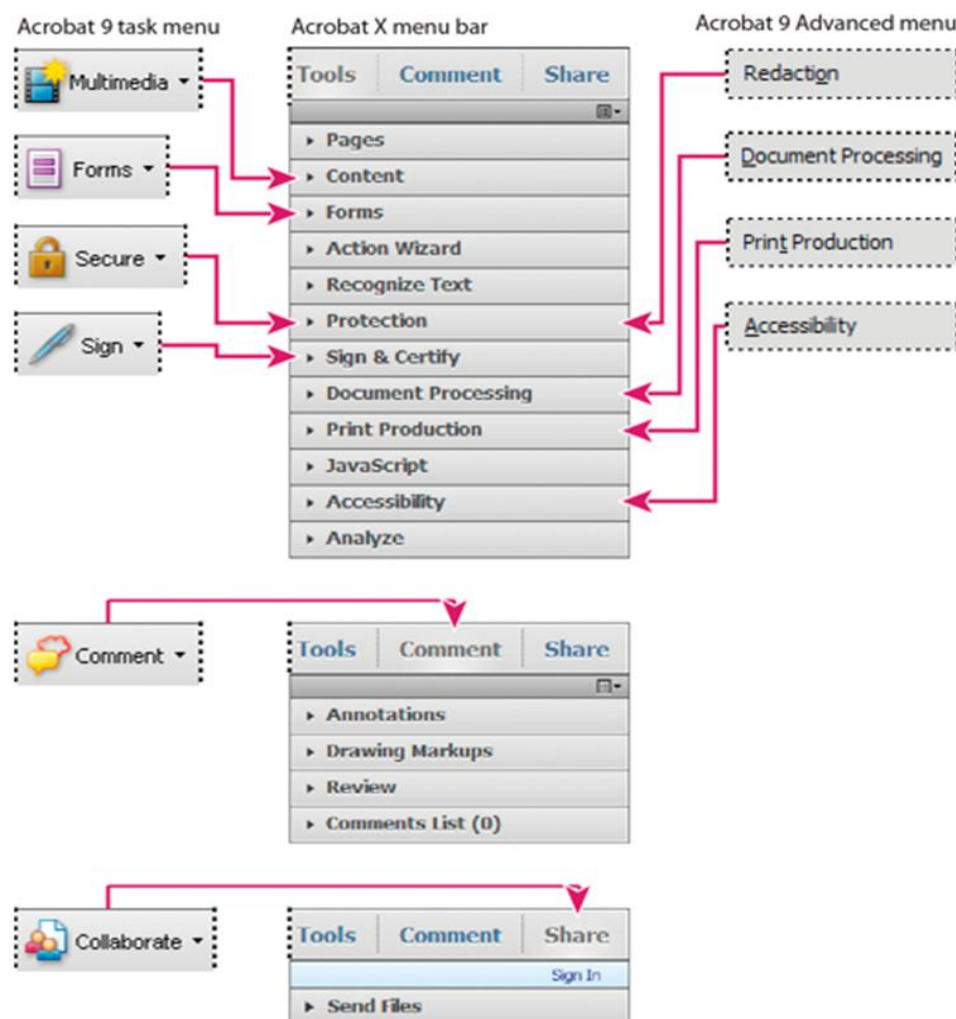 Acrobat 9 task menu
Acrobat X menu bar
Acrobat 9 Advanced menu
Multimedia
Forms
Secure
Sign
Tools Comment Share
Pages
Content
Forms
Action Wizard
Recognize Text
Protection
Sign & Certify
Document Processing
Print Production
JavaScript
Accessibility
Analyze
Redaction
Document Processing
Print Production
Accessibility
Comment
Tools Comment Share
Annotations
Drawing Markups
Review
Comments List (0)
Collaborate
Tools Comment Share
Sign In
Send Files